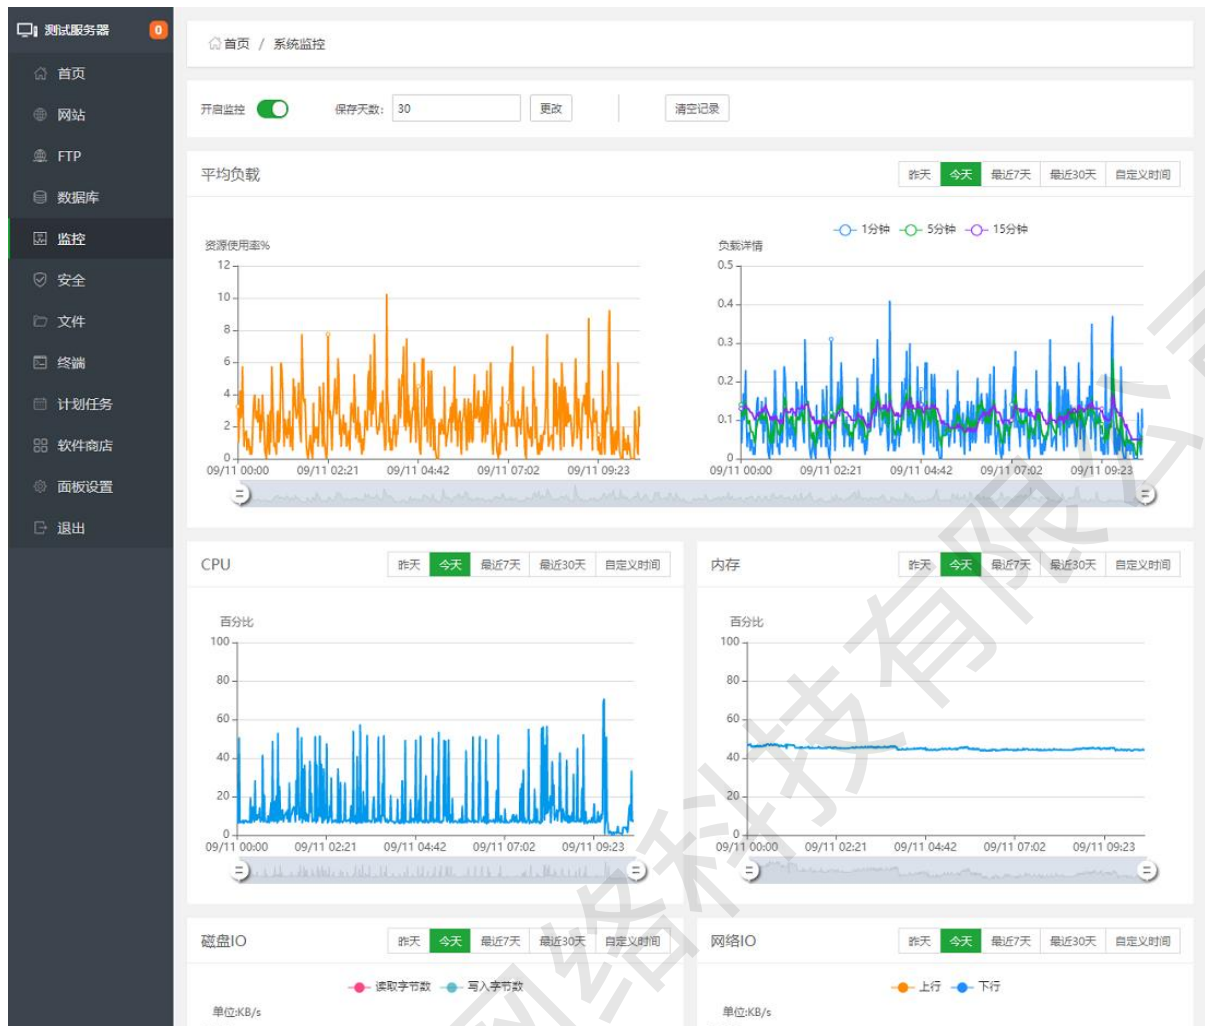 测试服务器 0
首页
网站
FTP
数据库
监控
安全
文件
终端
计划任务
软件商店
面板设置
退出
首页 / 系统监控
开启监控 保存天数: 30 更改 清空记录
平均负载 昨天 今天 最近7天 最近30天 自定义时间
资源使用率%
12
10
8
6
4
2
0
09/11 00:00 09/11 02:21 09/11 04:42 09/11 07:02 09/11 09:23
1分钟 5分钟 15分钟
负载详情
0.5
0.4
0.3
0.2
0.1
0
09/11 00:00 09/11 02:21 09/11 04:42 09/11 07:02 09/11 09:23
CPU 昨天 今天 最近7天 最近30天 自定义时间
百分比
100
80
60
40
20
0
09/11 00:00 09/11 02:21 09/11 04:42 09/11 07:02 09/11 09:23
内存 昨天 今天 最近7天 最近30天 自定义时间
百分比
100
80
60
40
20
0
09/11 00:00 09/11 02:21 09/11 04:42 09/11 07:02 09/11 09:23
磁盘IO 昨天 今天 最近7天 最近30天 自定义时间
读取字节数 写入字节数
单位:KB/s
网络IO 昨天 今天 最近7天 最近30天 自定义时间
上行 下行
单位:KB/s
网络科技有限公司